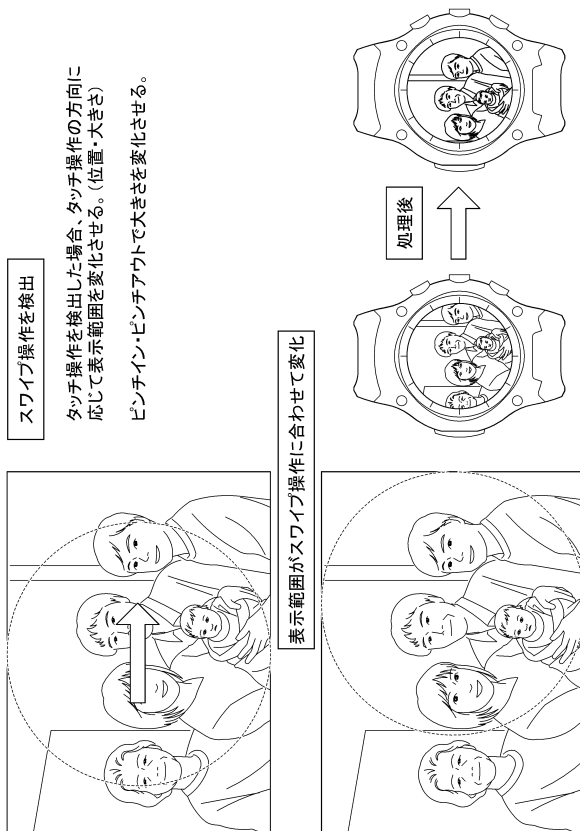 スワイプ操作を検出
タッチ操作を検出した場合、タッチ操作の方向に
応じて表示範囲を変化させる。（位置・大きさ）
ピンチイン・ピンチアウトで大きさを変化させる。
表示範囲がスワイプ操作に合わせて変化
処理後